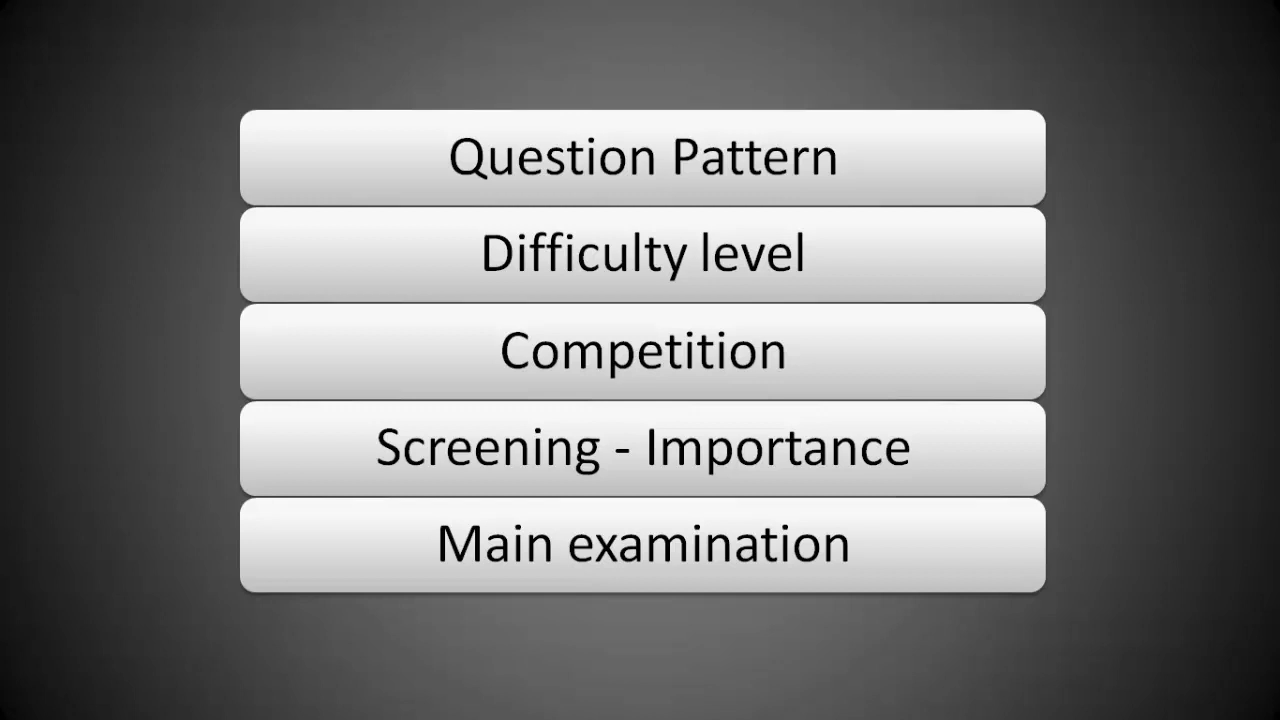 Question Pattern
Difficulty level
Competition
Screening - Importance
Main examination